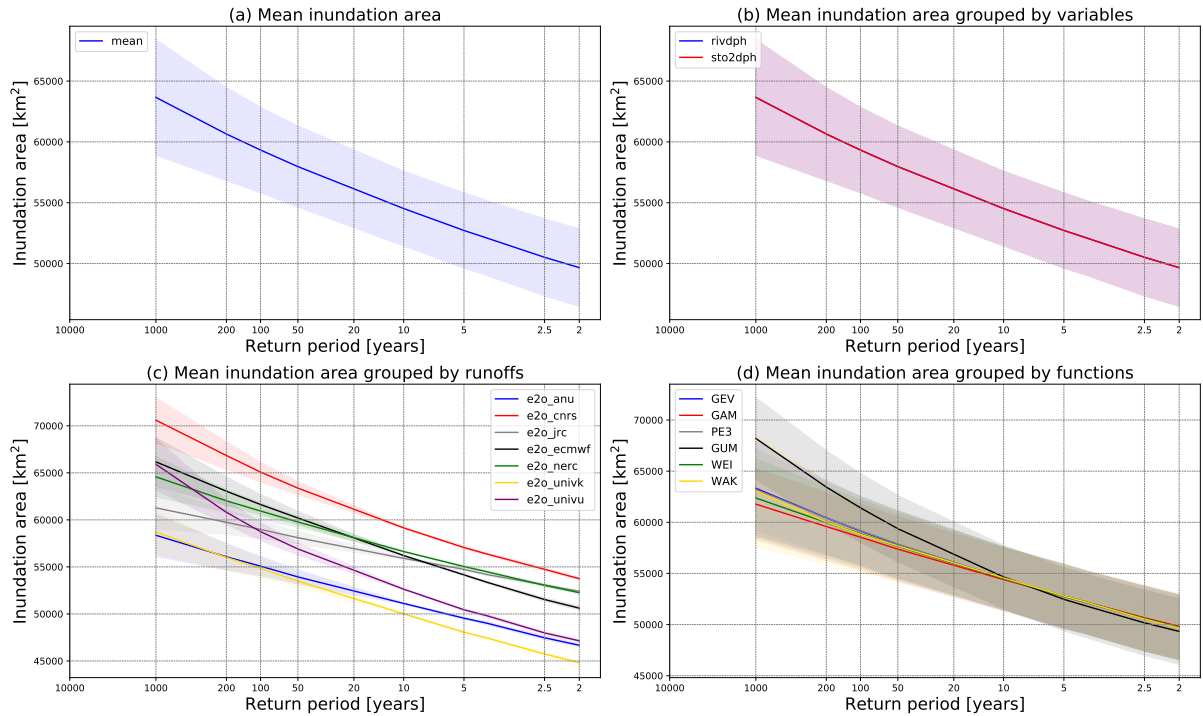 (a) Mean inundation area
mean
65000
60000
55000
50000
Inundation area [km²]
10000 1000 200 100 50 20 10 5 2.5 2
Return period [years]
(b) Mean inundation area grouped by variables
rivdph
sto2dph
65000
60000
55000
50000
Inundation area [km²]
10000 1000 200 100 50 20 10 5 2.5 2
Return period [years]
(c) Mean inundation area grouped by runoffs
e2o_anu
e2o_cnrs
e2o_jrc
e2o_ecmwf
e2o_nerc
e2o_univk
e2o_univu
70000
65000
60000
55000
50000
45000
Inundation area [km²]
10000 1000 200 100 50 20 10 5 2.5 2
Return period [years]
(d) Mean inundation area grouped by functions
GEV
GAM
PE3
GUM
WEI
WAK
70000
65000
60000
55000
50000
45000
Inundation area [km²]
10000 1000 200 100 50 20 10 5 2.5 2
Return period [years]